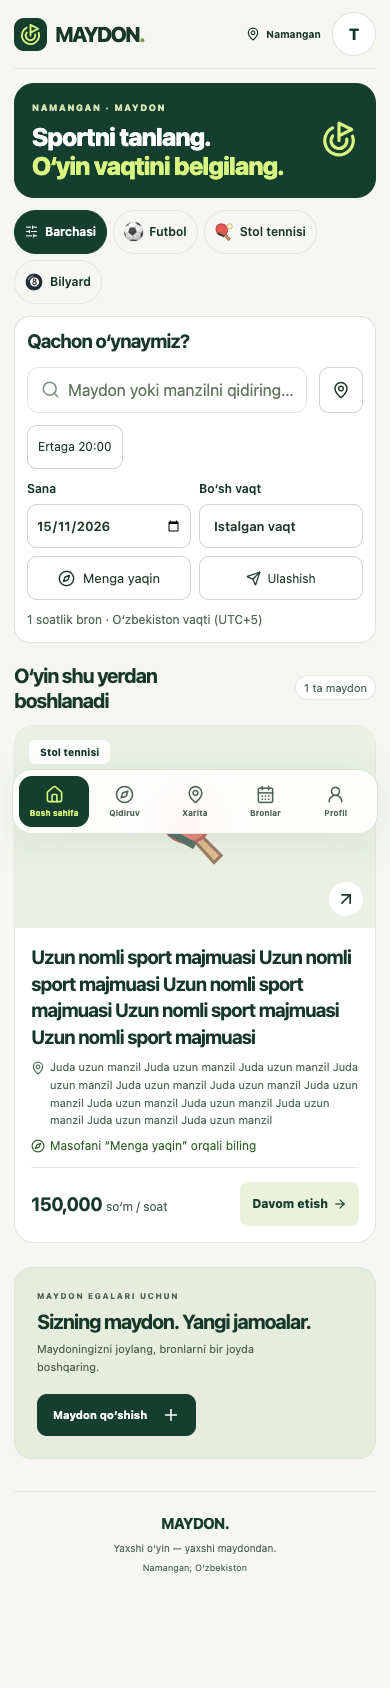 MAYDON.
Namangan
T
NAMANGAN · MAYDON
Sportni tanlang.
O‘yin vaqtini belgilang.
Barchasi
Futbol
Stol tennisi
8
Bilyard
Qachon o‘ynaymiz?
Maydon yoki manzilni qidiring...
Ertaga 20:00
Sana
Bo‘sh vaqt
15/11/2026
Istalgan vaqt
Menga yaqin
Ulashish
1 soatlik bron · O‘zbekiston vaqti (UTC+5)
O‘yin shu yerdan
boshlanadi
1 ta maydon
Stol tennisi
Bosh sahifa
Qidiruv
Xarita
Bronlar
Profil
Uzun nomli sport majmuasi Uzun nomli
sport majmuasi Uzun nomli sport
majmuasi Uzun nomli sport majmuasi
Uzun nomli sport majmuasi
Juda uzun manzil Juda uzun manzil Juda uzun manzil Juda
uzun manzil Juda uzun manzil Juda uzun manzil Juda uzun
manzil Juda uzun manzil Juda uzun manzil Juda uzun
manzil Juda uzun manzil Juda uzun manzil
Masofani “Menga yaqin” orqali biling
150,000 so‘m / soat
Davom etish
MAYDON EGALARI UCHUN
Sizning maydon. Yangi jamoalar.
Maydoningizni joylang, bronlarni bir joyda
boshqaring.
Maydon qo‘shish
MAYDON.
Yaxshi o‘yin — yaxshi maydondan.
Namangan, O‘zbekiston